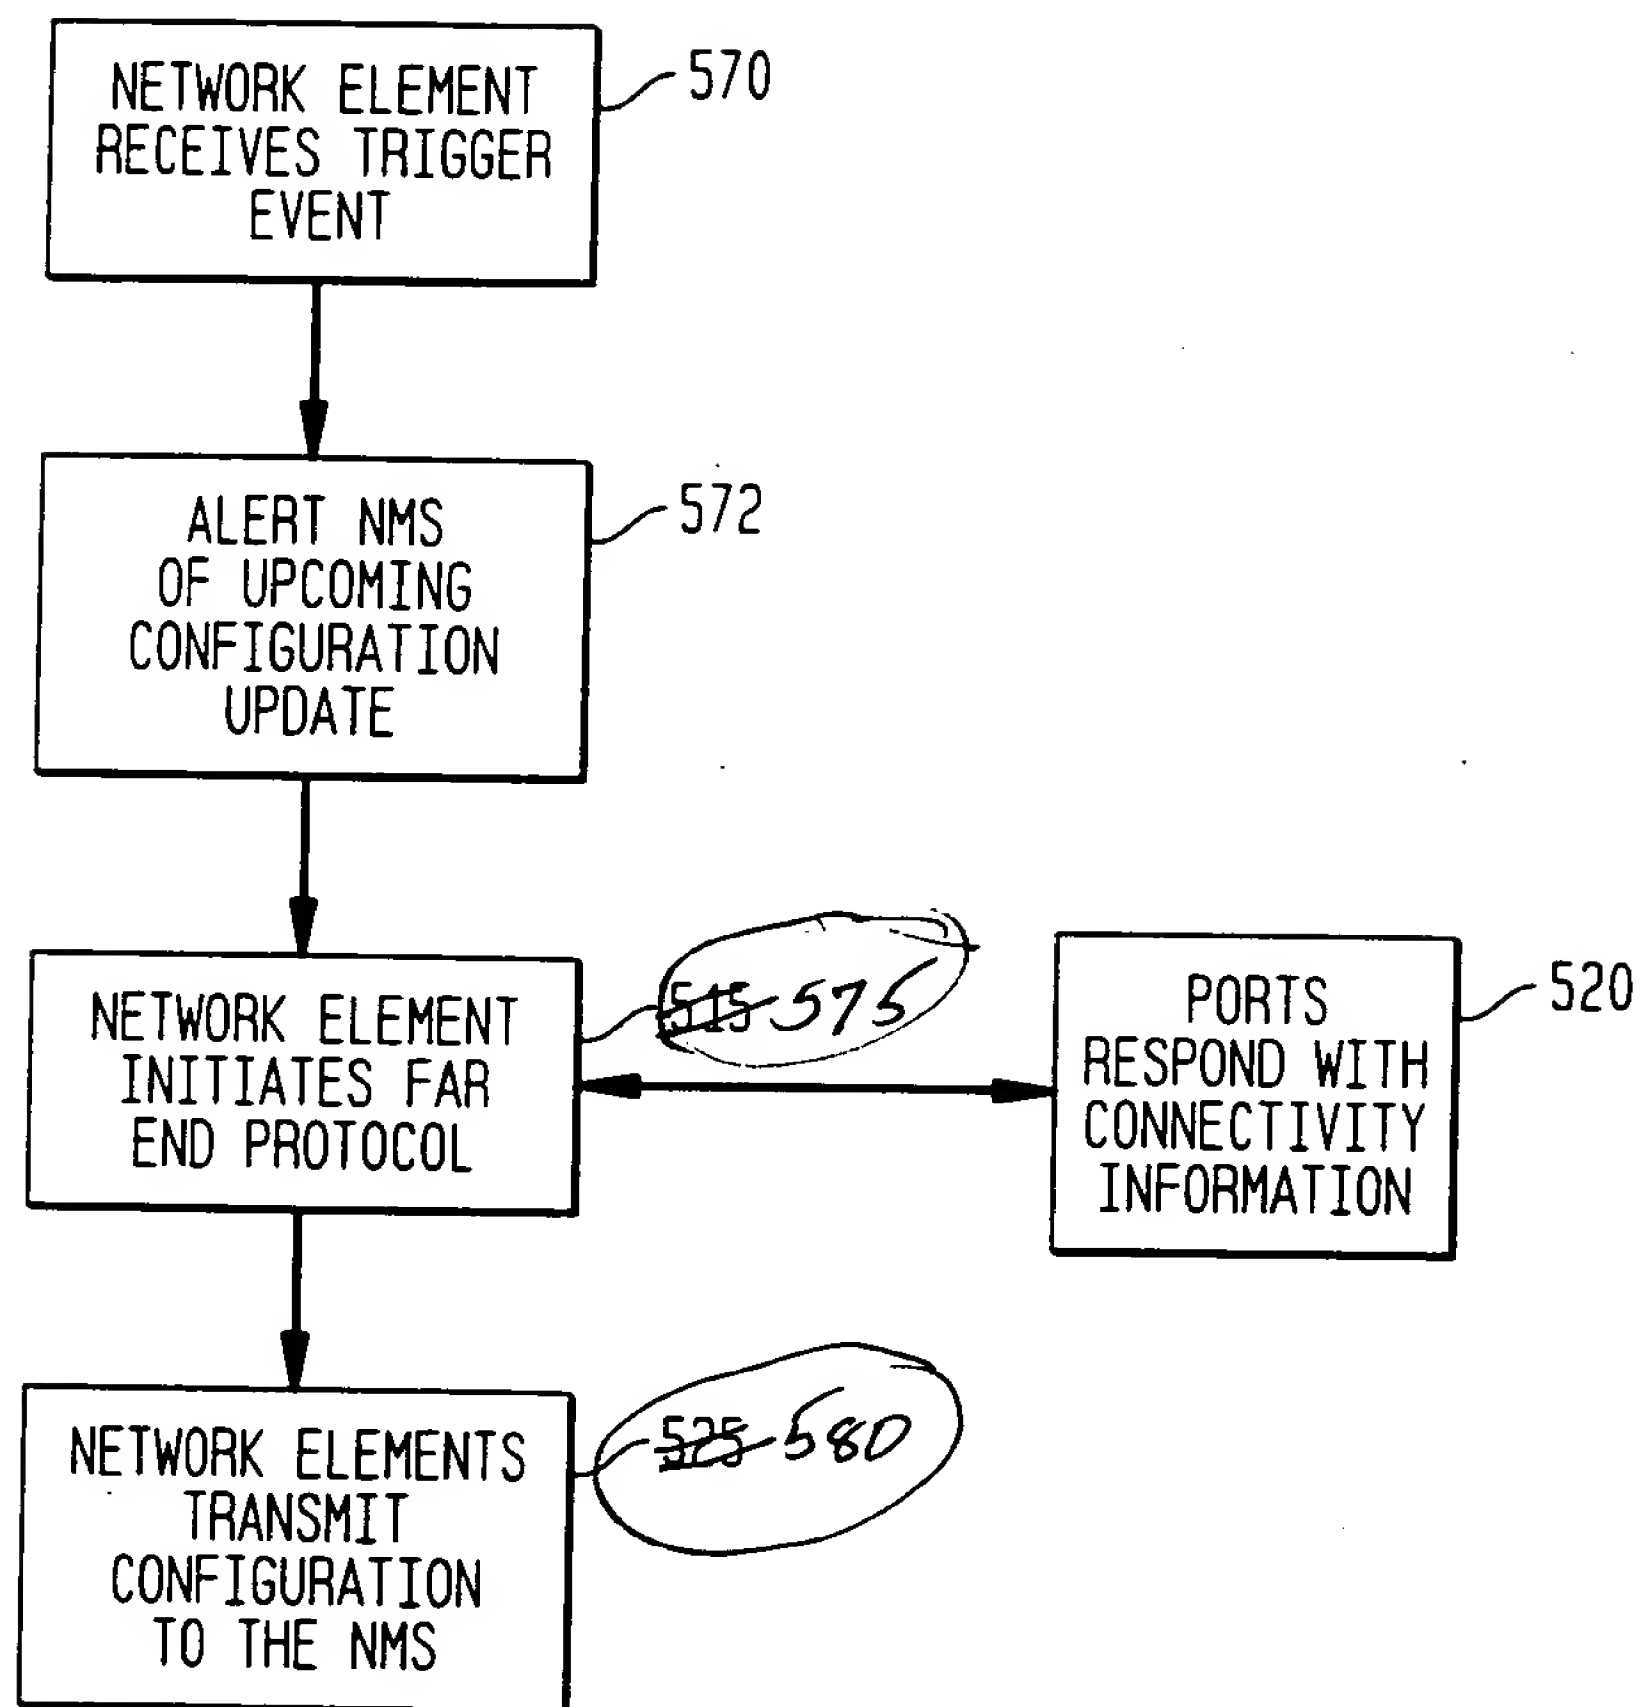 NETWORK ELEMENT
RECEIVES TRIGGER
EVENT
570
ALERT NMS
OF UPCOMING
CONFIGURATION
UPDATE
572
NETWORK ELEMENT
INITIATES FAR
END PROTOCOL
515 575
PORTS
RESPOND WITH
CONNECTIVITY
INFORMATION
520
NETWORK ELEMENTS
TRANSMIT
CONFIGURATION
TO THE NMS
525 580